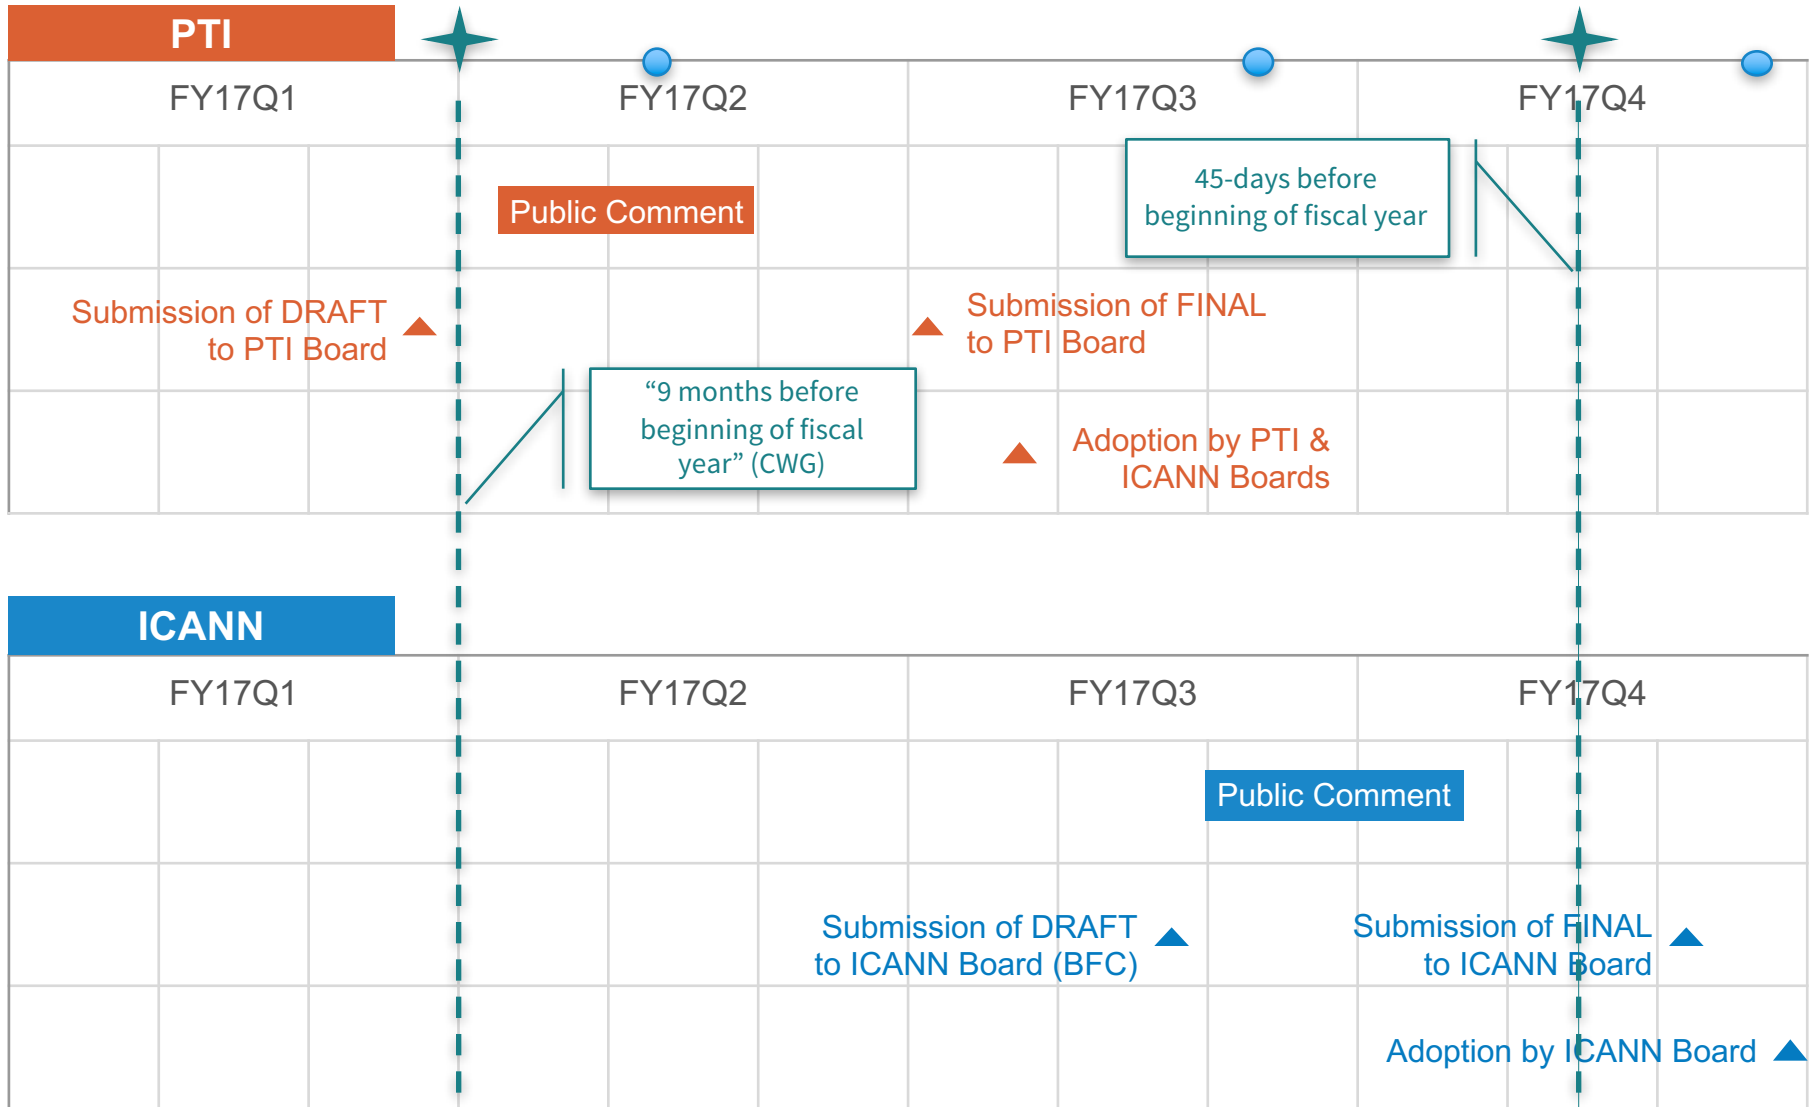 PTI
FY17Q1
FY17Q2
FY17Q3
FY17Q4
45-days before
beginning of fiscal year
Public Comment
Submission of DRAFT
to PTI Board
Submission of FINAL
to PTI Board
“9 months before
beginning of fiscal
year” (CWG)
Adoption by PTI &
ICANN Boards
ICANN
FY17Q1
FY17Q2
FY17Q3
FY17Q4
Public Comment
Submission of DRAFT
to ICANN Board (BFC)
Submission of FINAL
to ICANN Board
Adoption by ICANN Board